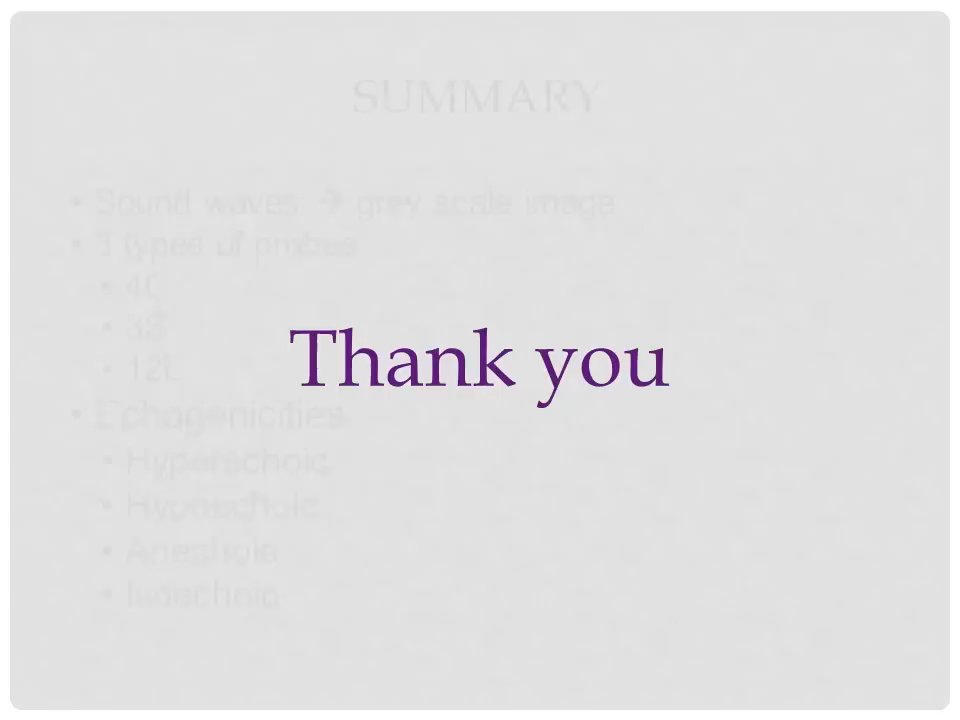 SUMMARY
• Sound waves → grey scale image
• 3 types of probes
• 4C
• 3S
• 12L
Thank you
• Echogenicities
• Hyperechoic
• Hypoechoic
• Anechoic
• Isoechoic